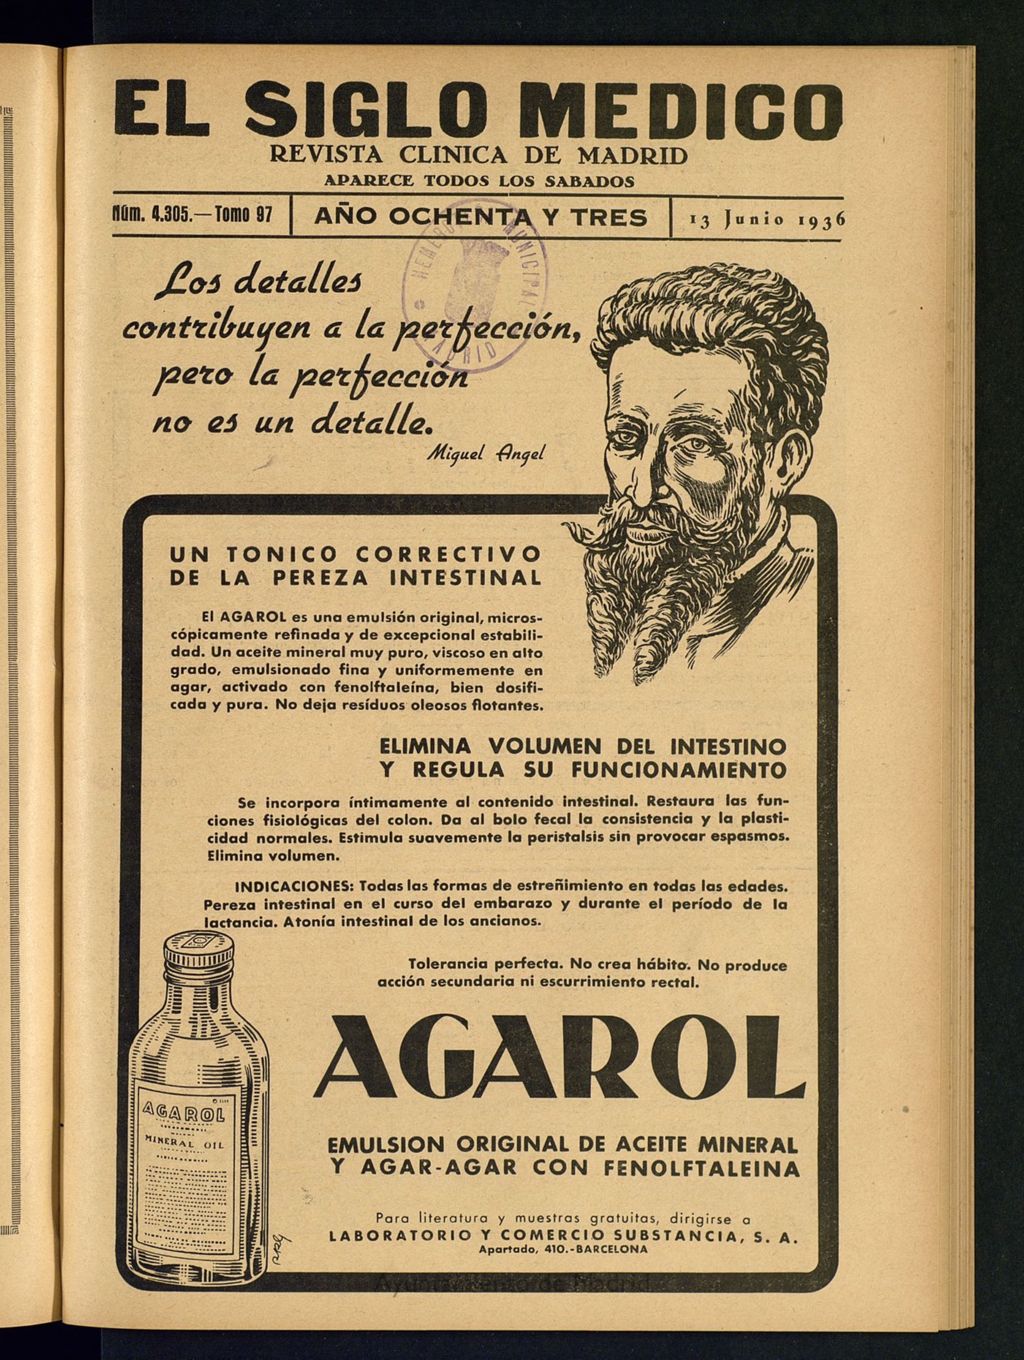 EL SIGLO MEDICO
REVISTA CLINICA DE MADRID
APARECE TODOS LOS SABADOS
Núm. 4.305.—Tomo 97
AÑO OCHENTA Y TRES
13 Junio 1936
HEMEROTECA MUNICIPAL
MADRID
Los detalles
contribuyen a la perfección,
pero la perfección
no es un detalle.
Miguel Angel
UN TONICO CORRECTIVO
DE LA PEREZA INTESTINAL
El AGAROL es una emulsión original, micros-
cópicamente refinada y de excepcional estabili-
dad. Un aceite mineral muy puro, viscoso en alto
grado, emulsionado fina y uniformemente en
agar, activado con fenolftaleína, bien dosifi-
cada y pura. No deja resíduos oleosos flotantes.
ELIMINA VOLUMEN DEL INTESTINO
Y REGULA SU FUNCIONAMIENTO
Se incorpora íntimamente al contenido intestinal. Restaura las fun-
ciones fisiológicas del colon. Da al bolo fecal la consistencia y la plasti-
cidad normales. Estimula suavemente la peristalsis sin provocar espasmos.
Elimina volumen.
INDICACIONES: Todas las formas de estreñimiento en todas las edades.
Pereza intestinal en el curso del embarazo y durante el período de la
lactancia. Atonía intestinal de los ancianos.
Tolerancia perfecta. No crea hábito. No produce
acción secundaria ni escurrimiento rectal.
AGAROL
AGAROL
MINERAL OIL
EMULSION ORIGINAL DE ACEITE MINERAL
Y AGAR-AGAR CON FENOLFTALEINA
Para literatura y muestras gratuitas, dirigirse a
LABORATORIO Y COMERCIO SUBSTANCIA, S. A.
Apartado, 410.-BARCELONA
Ayuntamiento de Madrid